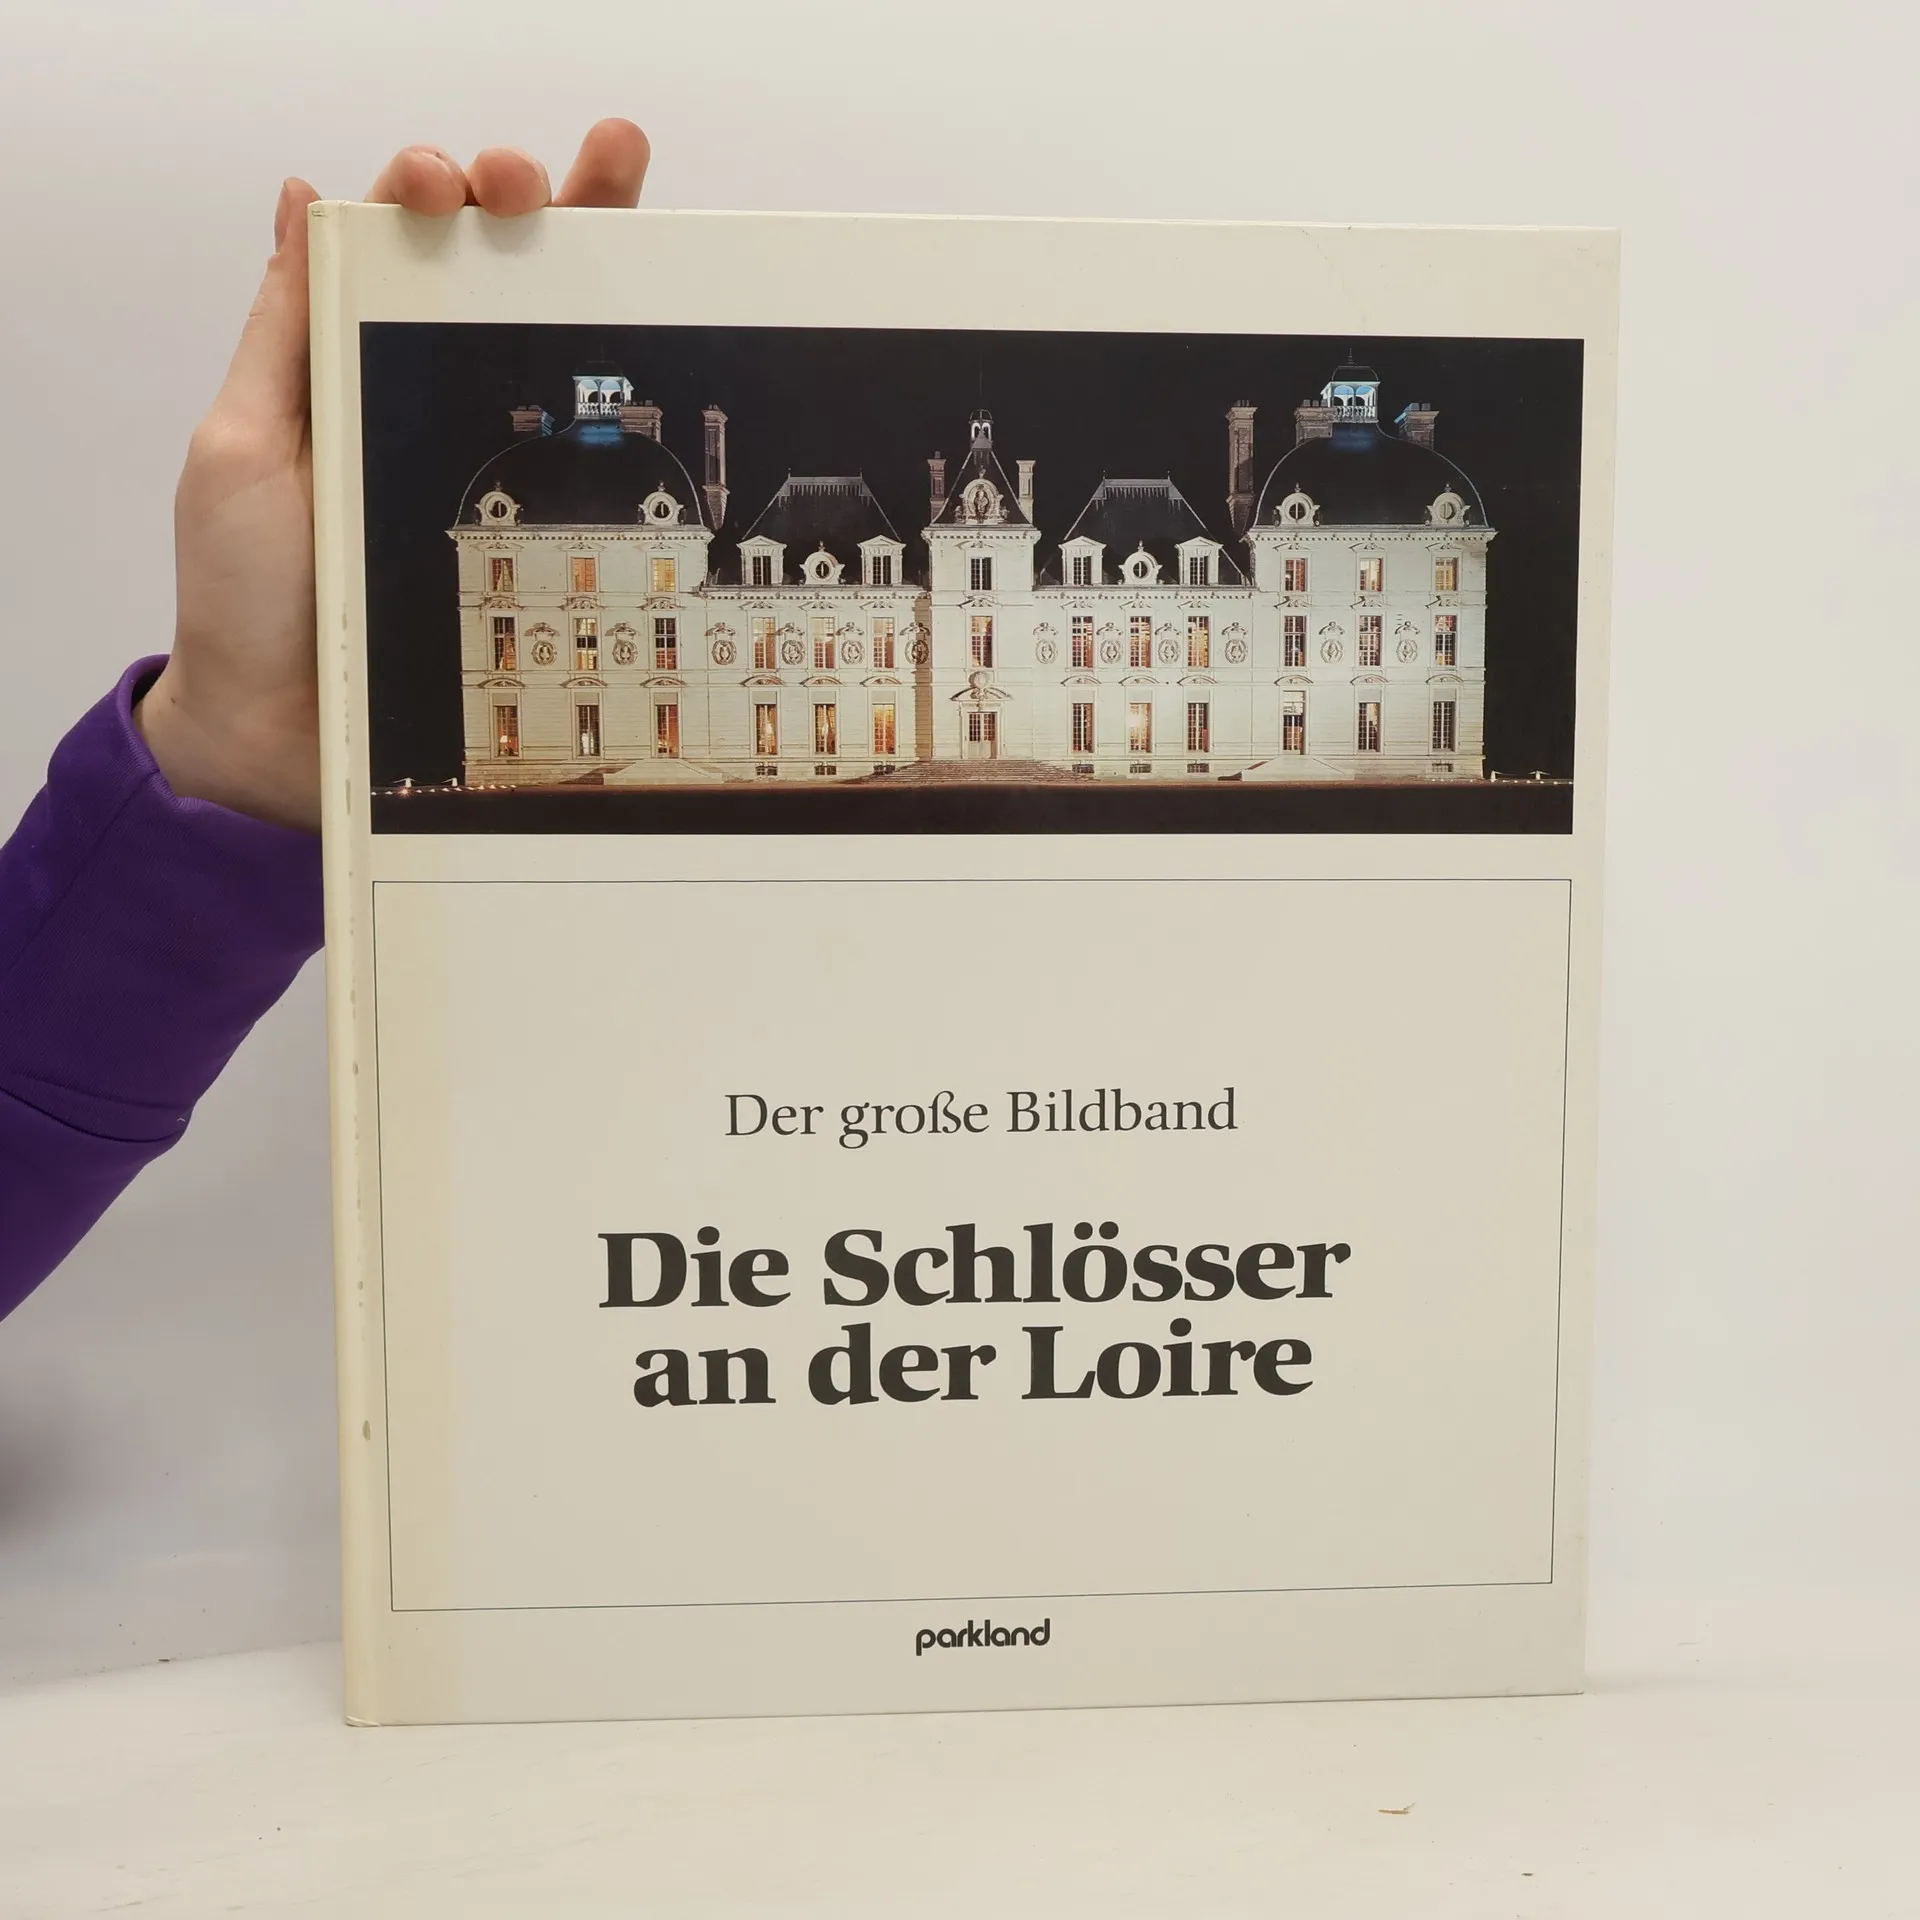 Der große Bildband
Die Schlösser
an der Loire
parkland